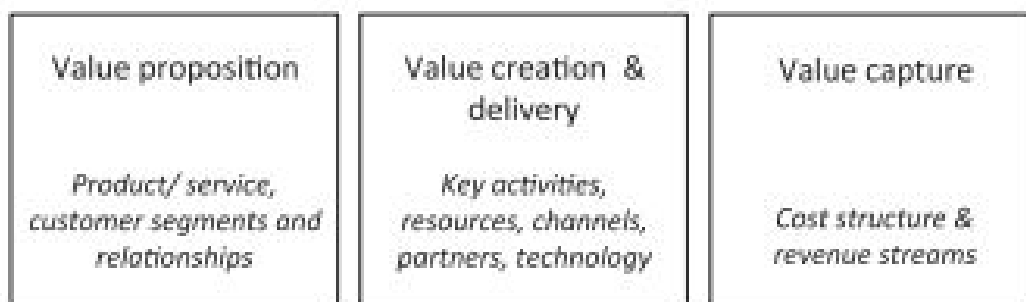 Value proposition
Product/ service,
customer segments and
relationships
Value creation &
delivery
Key activities,
resources, channels,
partners, technology
Value capture
Cost structure &
revenue streams